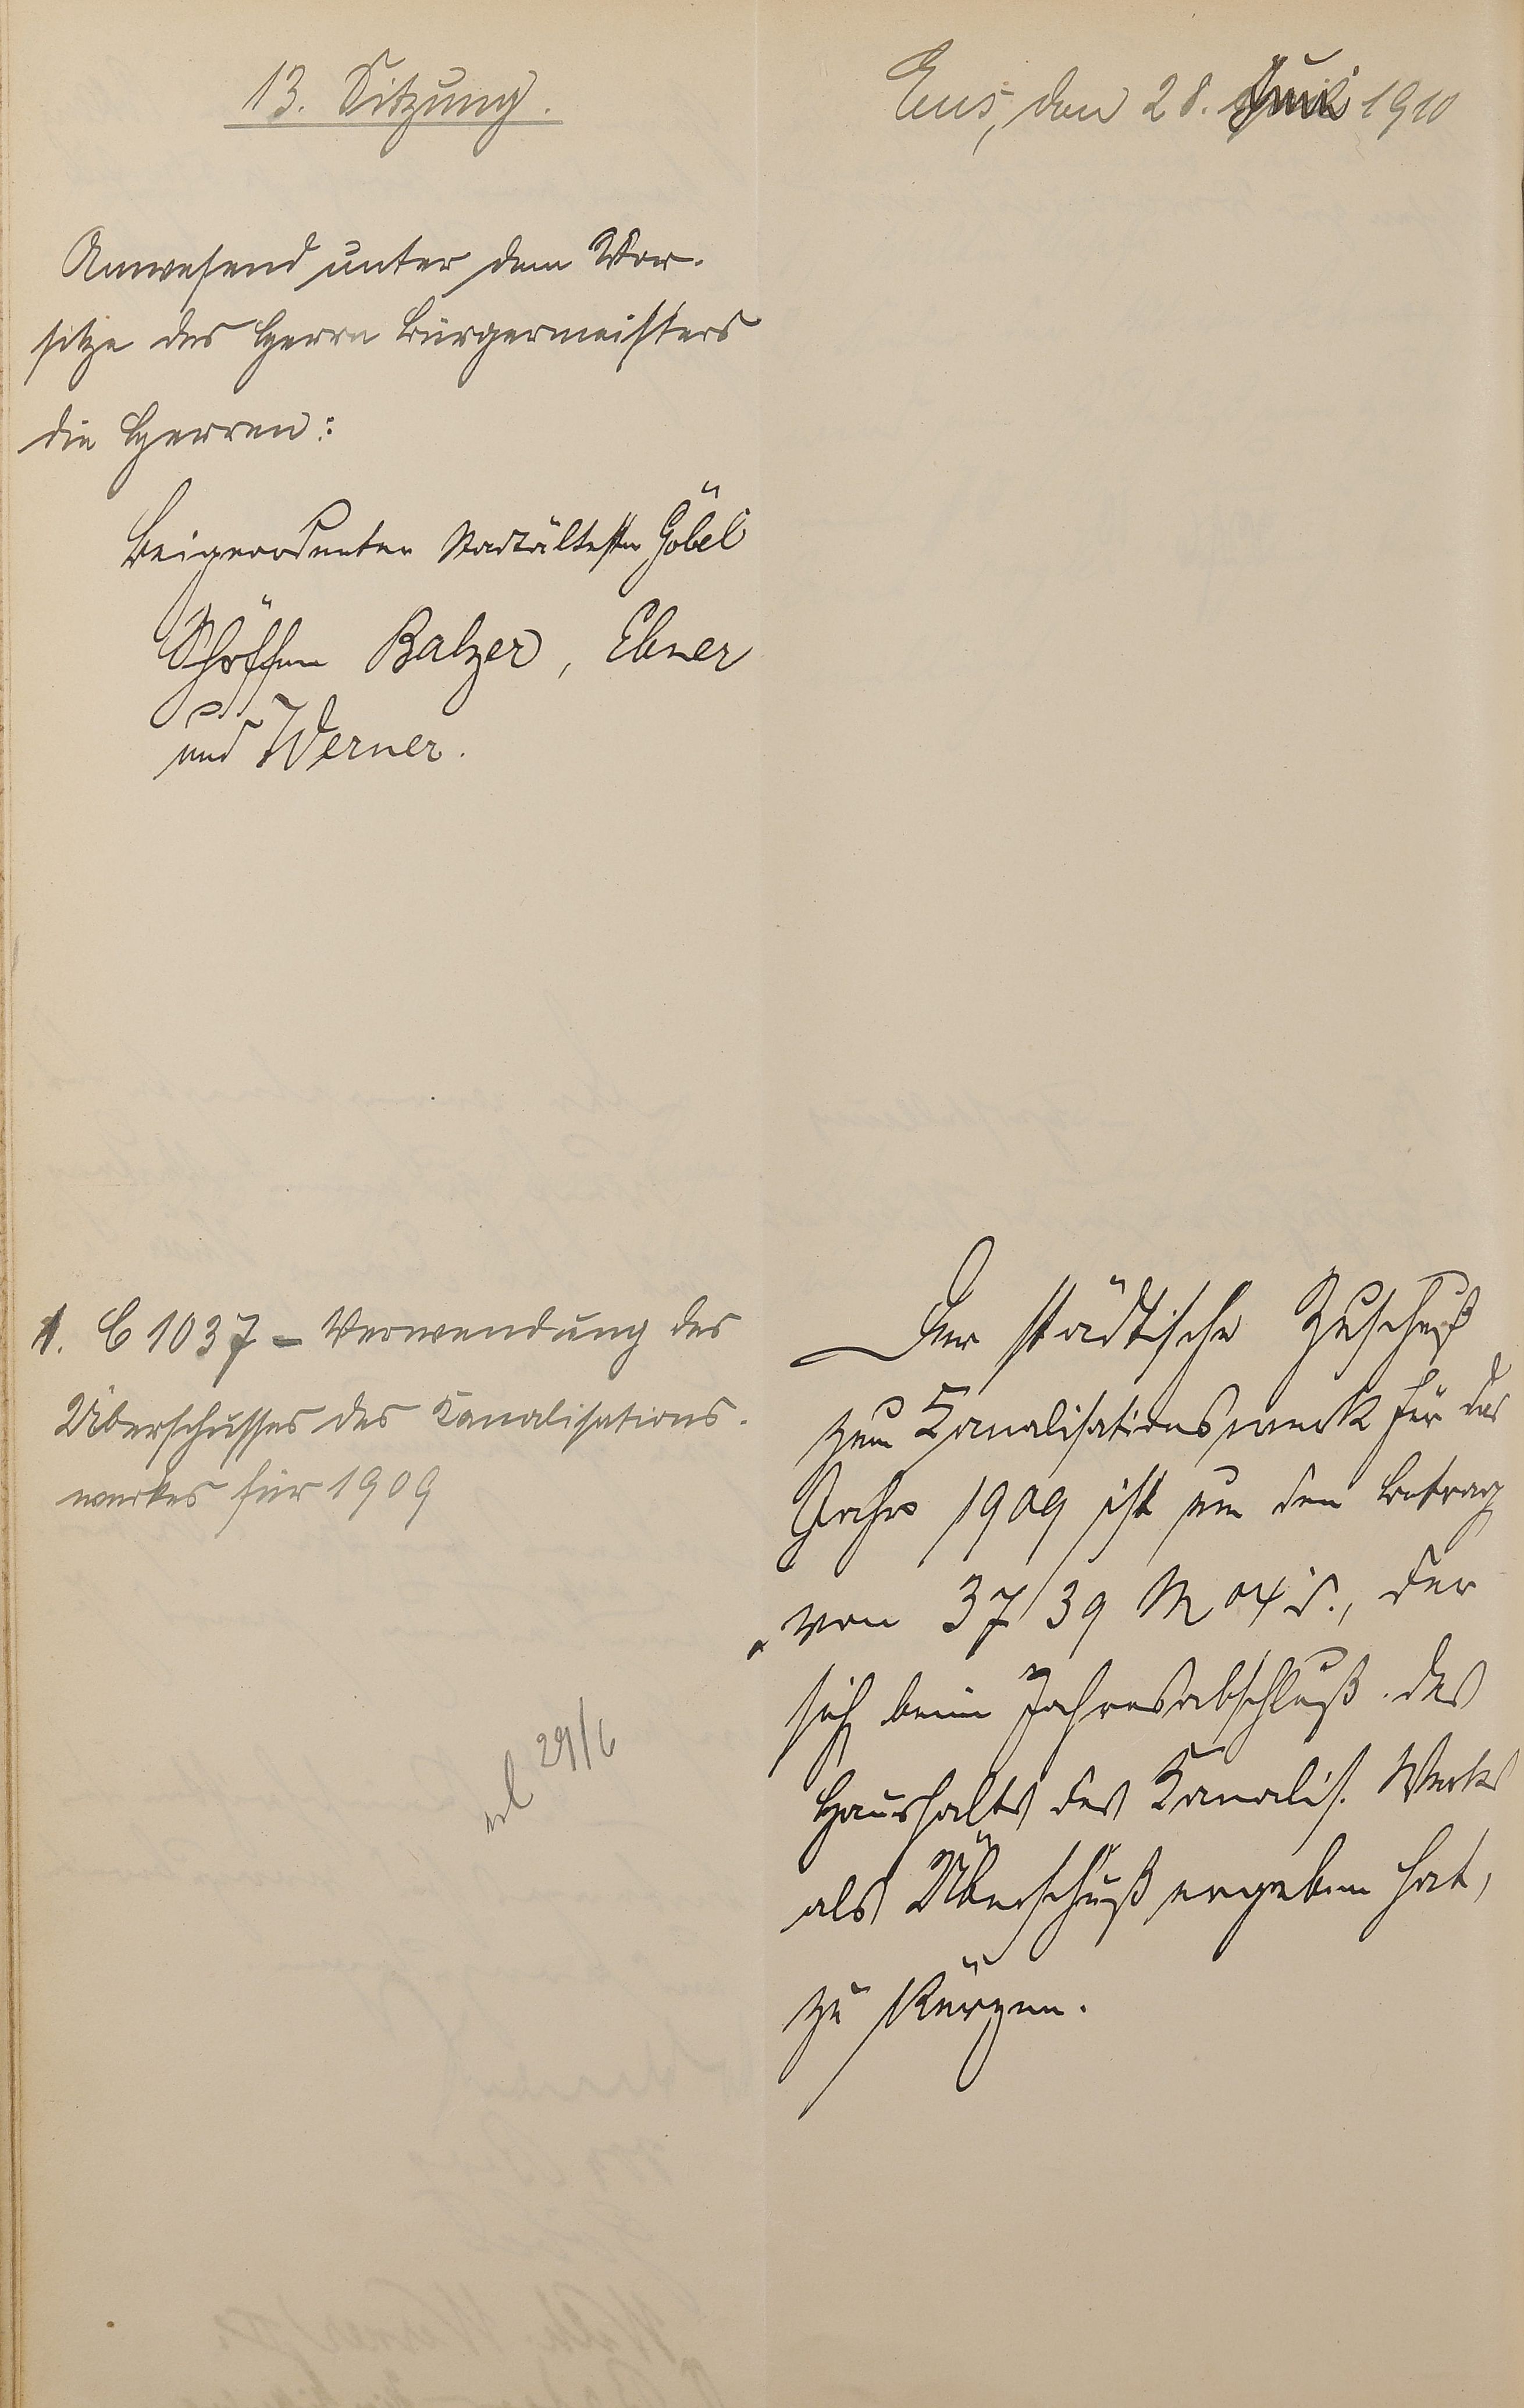 13. Sitzung.
Ems, den 28. Juni 1910
Anwesend unter dem Vor-
sitze des Herrn Bürgermeisters
die Herren:
Beigeordneter Stadtältester Göbel
Schöffen Balzer, Ebner
und Werner.
1. C 1037 - Verwendung des
Überschusses des Kanalisations-
werkes für 1909
29/6
Der städtische Zuschuß
zum Kanalisationswerk für das
Jahr 1909 ist um den Betrag
von 3739 M 04 d., der
sich beim Jahresabschluß des
Haushalts des Kanalis. Werks
als Überschuß ergeben hat,
zu kürzen.